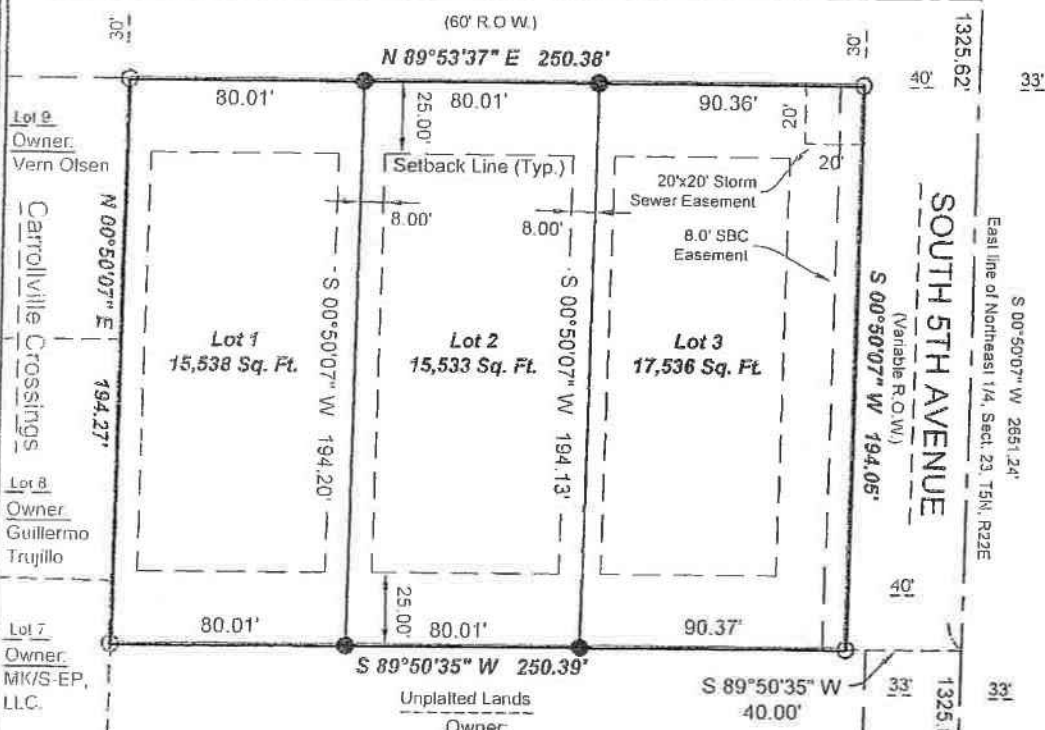 (60' R.O.W.)
30'
30'
N 89°53'37" E 250.38'
1325.62'
40'
33'
80.01'
80.01'
90.36'
25.00'
20'
20'
Lot 9
Owner:
Vern Olsen
Setback Line (Typ.)
20'x20' Storm
Sewer Easement
8.00'
8.00'
8.0' SBC
Easement
N 00°50'07" E 194.27'
Carrollville Crossings
S 00°50'07" W 194.20'
S 00°50'07" W 194.13'
S 00°50'07" W 194.05'
SOUTH 5TH AVENUE
(Variable R.O.W.)
East line of Northeast 1/4, Sect. 23, T5N, R22E
S 00°50'07" W 2651.24'
Lot 1
15,538 Sq. Ft.
Lot 2
15,533 Sq. Ft.
Lot 3
17,536 Sq. Ft.
Lot 8
Owner
Guillermo
Trujillo
40'
25.00'
80.01'
80.01'
90.37'
Lot 7
Owner:
MK/S-EP,
LLC.
S 89°50'35" W 250.39'
S 89°50'35" W
40.00'
33'
1325.
33'
Unplatted Lands
Owner: